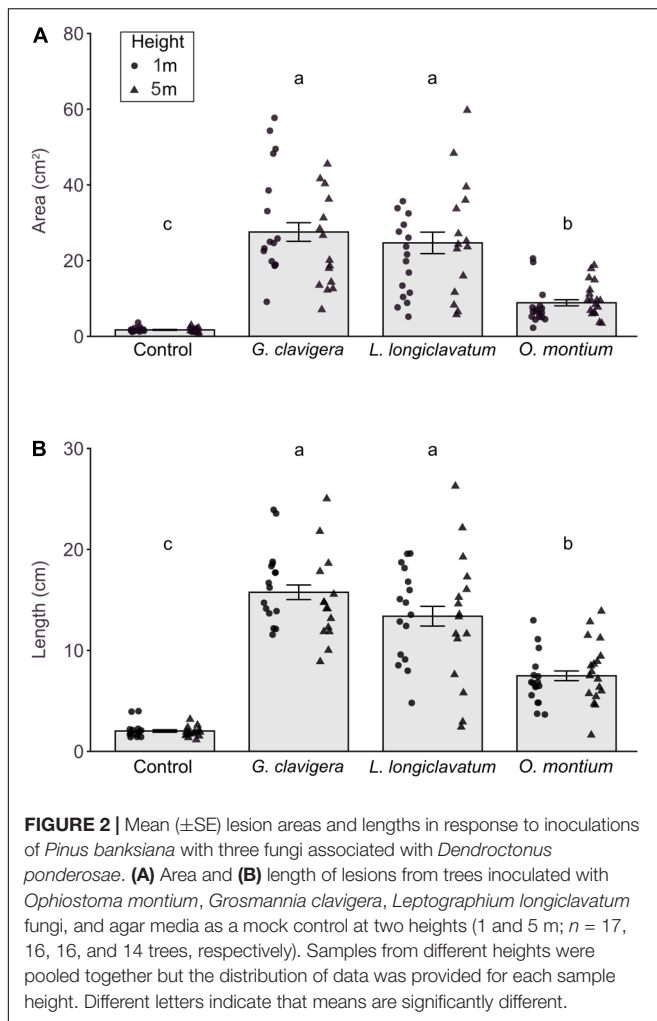 A
80
Height
1m
5m
a
a
60
Area (cm²)
40
c
b
20
0
Control
G. clavigera
L. longiclavatum
O. montium
B
30
a
a
c
b
20
Length (cm)
10
0
Control
G. clavigera
L. longiclavatum
O. montium
FIGURE 2 | Mean (±SE) lesion areas and lengths in response to inoculations
of Pinus banksiana with three fungi associated with Dendroctonus
ponderosae. (A) Area and (B) length of lesions from trees inoculated with
Ophiostoma montium, Grosmannia clavigera, Leptographium longiclavatum
fungi, and agar media as a mock control at two heights (1 and 5 m; n = 17,
16, 16, and 14 trees, respectively). Samples from different heights were
pooled together but the distribution of data was provided for each sample
height. Different letters indicate that means are significantly different.